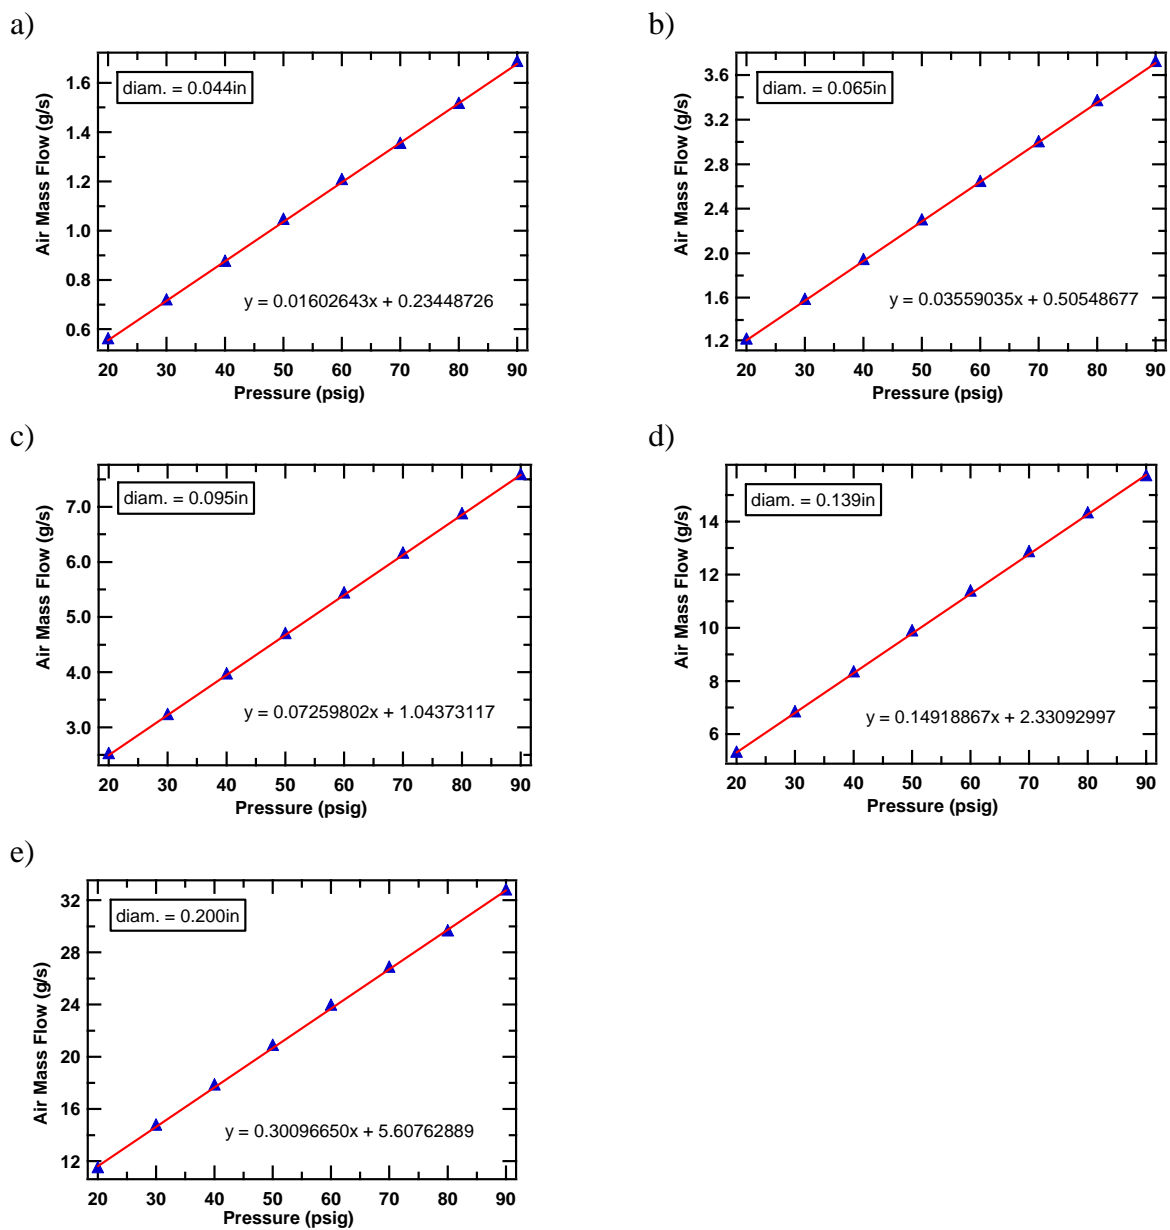 a)
diam. = 0.044in
Air Mass Flow (g/s)
1.6
1.4
1.2
1.0
0.8
0.6
y = 0.01602643x + 0.23448726
20 30 40 50 60 70 80 90
Pressure (psig)
b)
diam. = 0.065in
Air Mass Flow (g/s)
3.6
3.2
2.8
2.4
2.0
1.6
1.2
y = 0.03559035x + 0.50548677
20 30 40 50 60 70 80 90
Pressure (psig)
c)
diam. = 0.095in
Air Mass Flow (g/s)
7.0
6.0
5.0
4.0
3.0
y = 0.07259802x + 1.04373117
20 30 40 50 60 70 80 90
Pressure (psig)
d)
diam. = 0.139in
Air Mass Flow (g/s)
14
12
10
8
6
y = 0.14918867x + 2.33092997
20 30 40 50 60 70 80 90
Pressure (psig)
e)
diam. = 0.200in
Air Mass Flow (g/s)
32
28
24
20
16
12
y = 0.30096650x + 5.60762889
20 30 40 50 60 70 80 90
Pressure (psig)